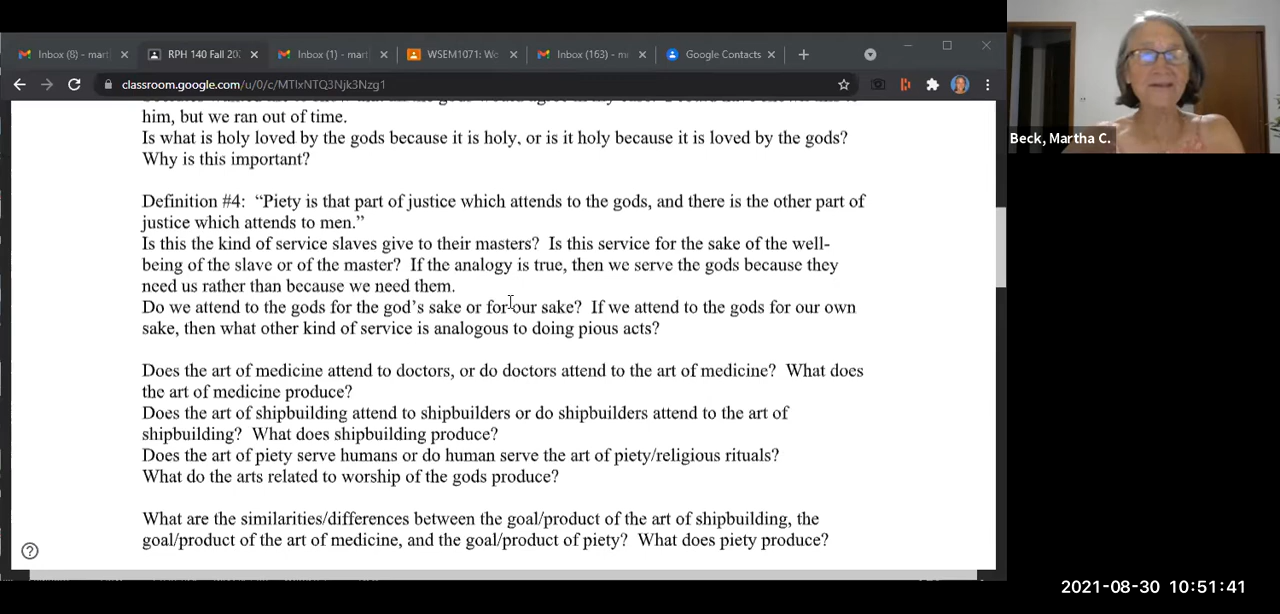 Inbox (8) - mart
RPH 140 Fall 20
Inbox (1) - mart
WSEM1071: Wo
Inbox (163) - m
Google Contacts
classroom.google.com/u/0/c/MTIxNTQ3Njk3Nzg1
him, but we ran out of time.
Is what is holy loved by the gods because it is holy, or is it holy because it is loved by the gods?
Why is this important?
Definition #4: “Piety is that part of justice which attends to the gods, and there is the other part of
justice which attends to men.”
Is this the kind of service slaves give to their masters? Is this service for the sake of the well-
being of the slave or of the master? If the analogy is true, then we serve the gods because they
need us rather than because we need them.
Do we attend to the gods for the god’s sake or for our sake? If we attend to the gods for our own
sake, then what other kind of service is analogous to doing pious acts?
Does the art of medicine attend to doctors, or do doctors attend to the art of medicine? What does
the art of medicine produce?
Does the art of shipbuilding attend to shipbuilders or do shipbuilders attend to the art of
shipbuilding? What does shipbuilding produce?
Does the art of piety serve humans or do human serve the art of piety/religious rituals?
What do the arts related to worship of the gods produce?
What are the similarities/differences between the goal/product of the art of shipbuilding, the
goal/product of the art of medicine, and the goal/product of piety? What does piety produce?
Beck, Martha C.
2021-08-30 10:51:41